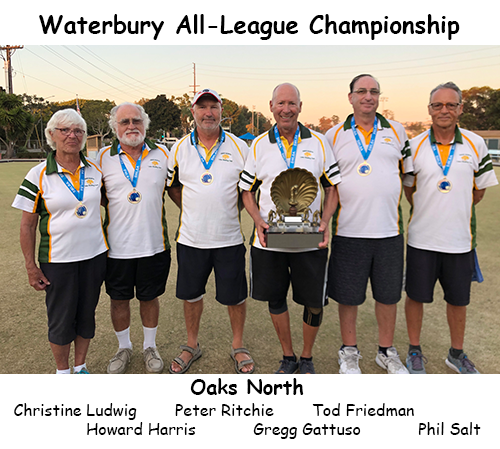 Waterbury All-League Championship
Oaks North
Christine Ludwig Peter Ritchie Tod Friedman
Howard Harris Gregg Gattuso Phil Salt